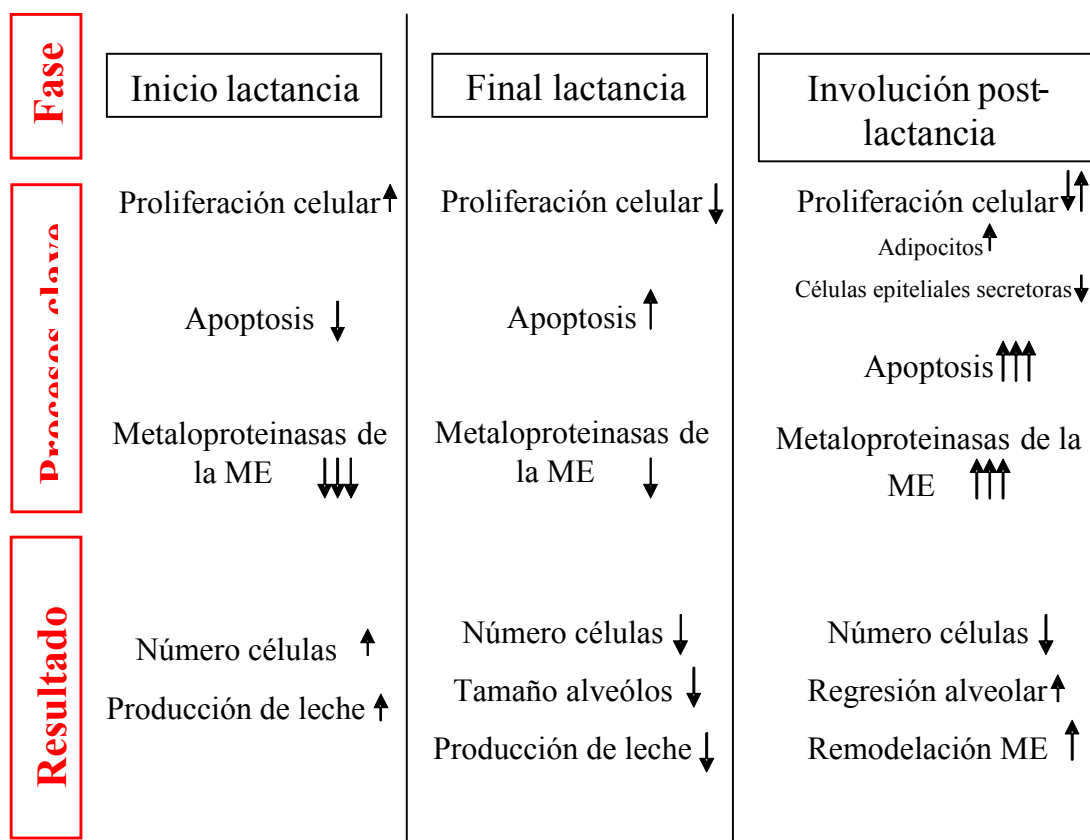 Fase
Inicio lactancia
Final lactancia
Involución post-
lactancia
Procesos clave
Proliferación celular
Apoptosis
Metaloproteinasas de
la ME
Proliferación celular
Apoptosis
Metaloproteinasas de
la ME
Proliferación celular
Adipocitos
Células epiteliales secretoras
Apoptosis
Metaloproteinasas de la
ME
Resultado
Número células
Producción de leche
Número células
Tamaño alveólos
Producción de leche
Número células
Regresión alveolar
Remodelación ME